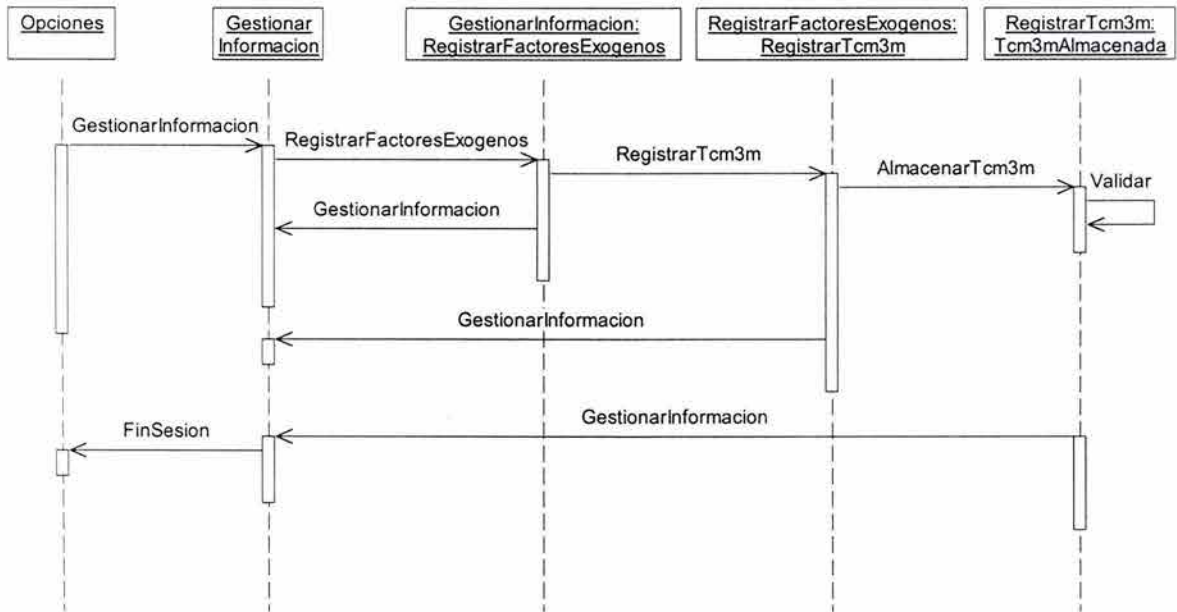 Opciones
Gestionar
Informacion
GestionarInformacion:
RegistrarFactoresExogenos
RegistrarFactoresExogenos:
RegistrarTcm3m
RegistrarTcm3m:
Tcm3mAlmacenada
GestionarInformacion
RegistrarFactoresExogenos
RegistrarTcm3m
AlmacenarTcm3m
Validar
GestionarInformacion
GestionarInformacion
GestionarInformacion
FinSesion